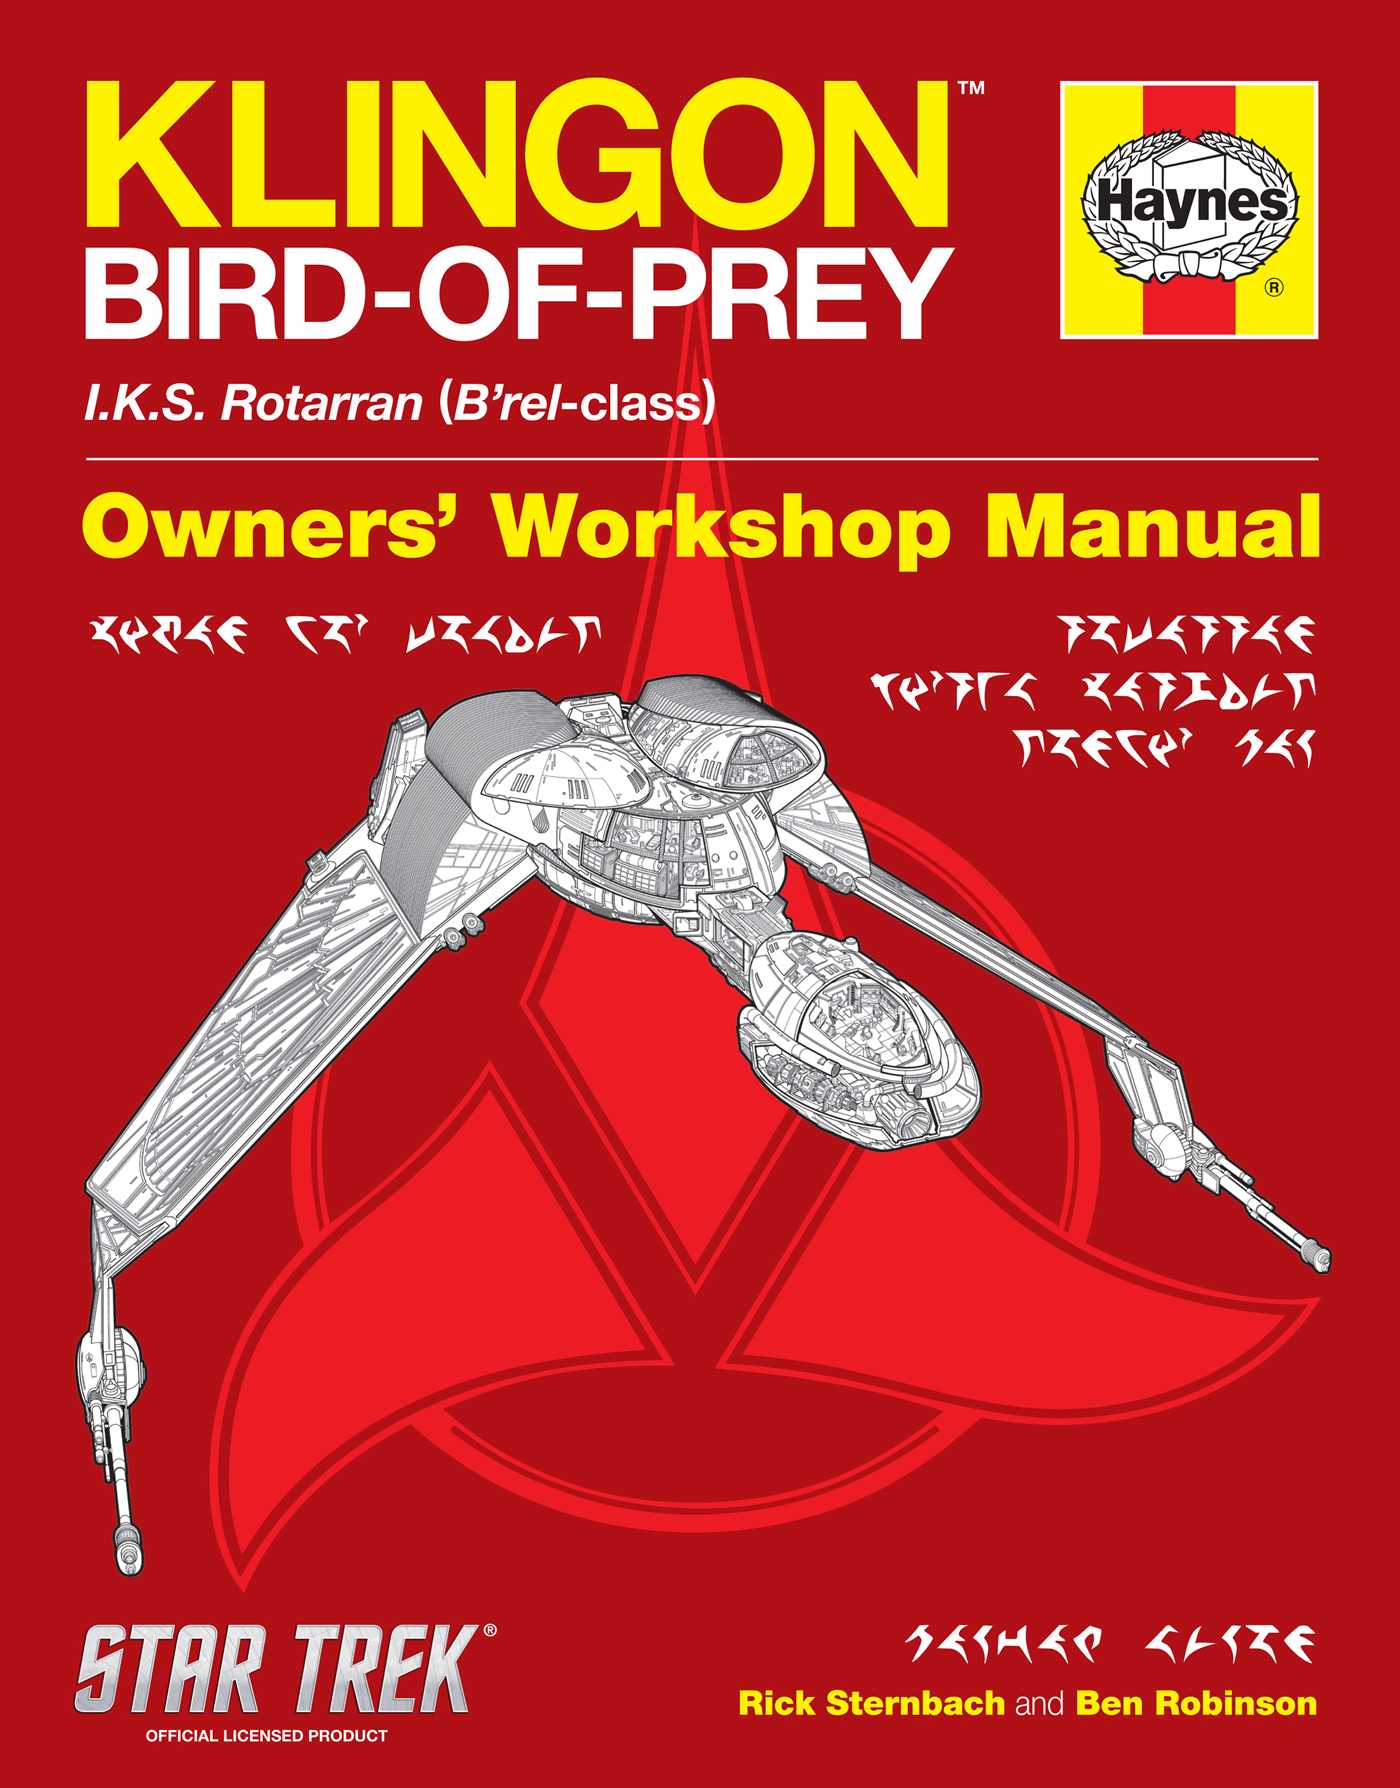 KLINGON™
BIRD-OF-PREY
Haynes
®
I.K.S. Rotarran (B’rel-class)
Owners’ Workshop Manual
STAR TREK®
OFFICIAL LICENSED PRODUCT
Rick Sternbach and Ben Robinson